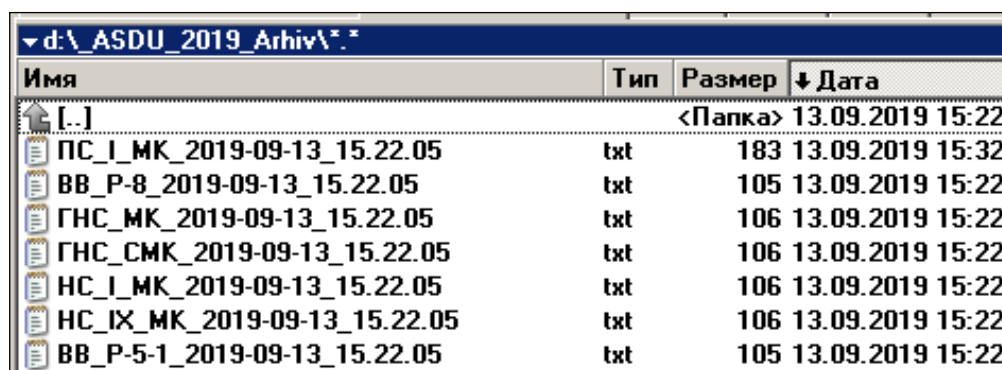 d:\_ASDU_2019_Arhiv\*.*
Имя Тип Размер Дата
[..] <Папка> 13.09.2019 15:22
ПС_I_МК_2019-09-13_15.22.05 txt 183 13.09.2019 15:32
ВВ_Р-8_2019-09-13_15.22.05 txt 105 13.09.2019 15:22
ГНС_МК_2019-09-13_15.22.05 txt 106 13.09.2019 15:22
ГНС_СМК_2019-09-13_15.22.05 txt 106 13.09.2019 15:22
НС_I_МК_2019-09-13_15.22.05 txt 106 13.09.2019 15:22
НС_IX_МК_2019-09-13_15.22.05 txt 106 13.09.2019 15:22
ВВ_Р-5-1_2019-09-13_15.22.05 txt 105 13.09.2019 15:22